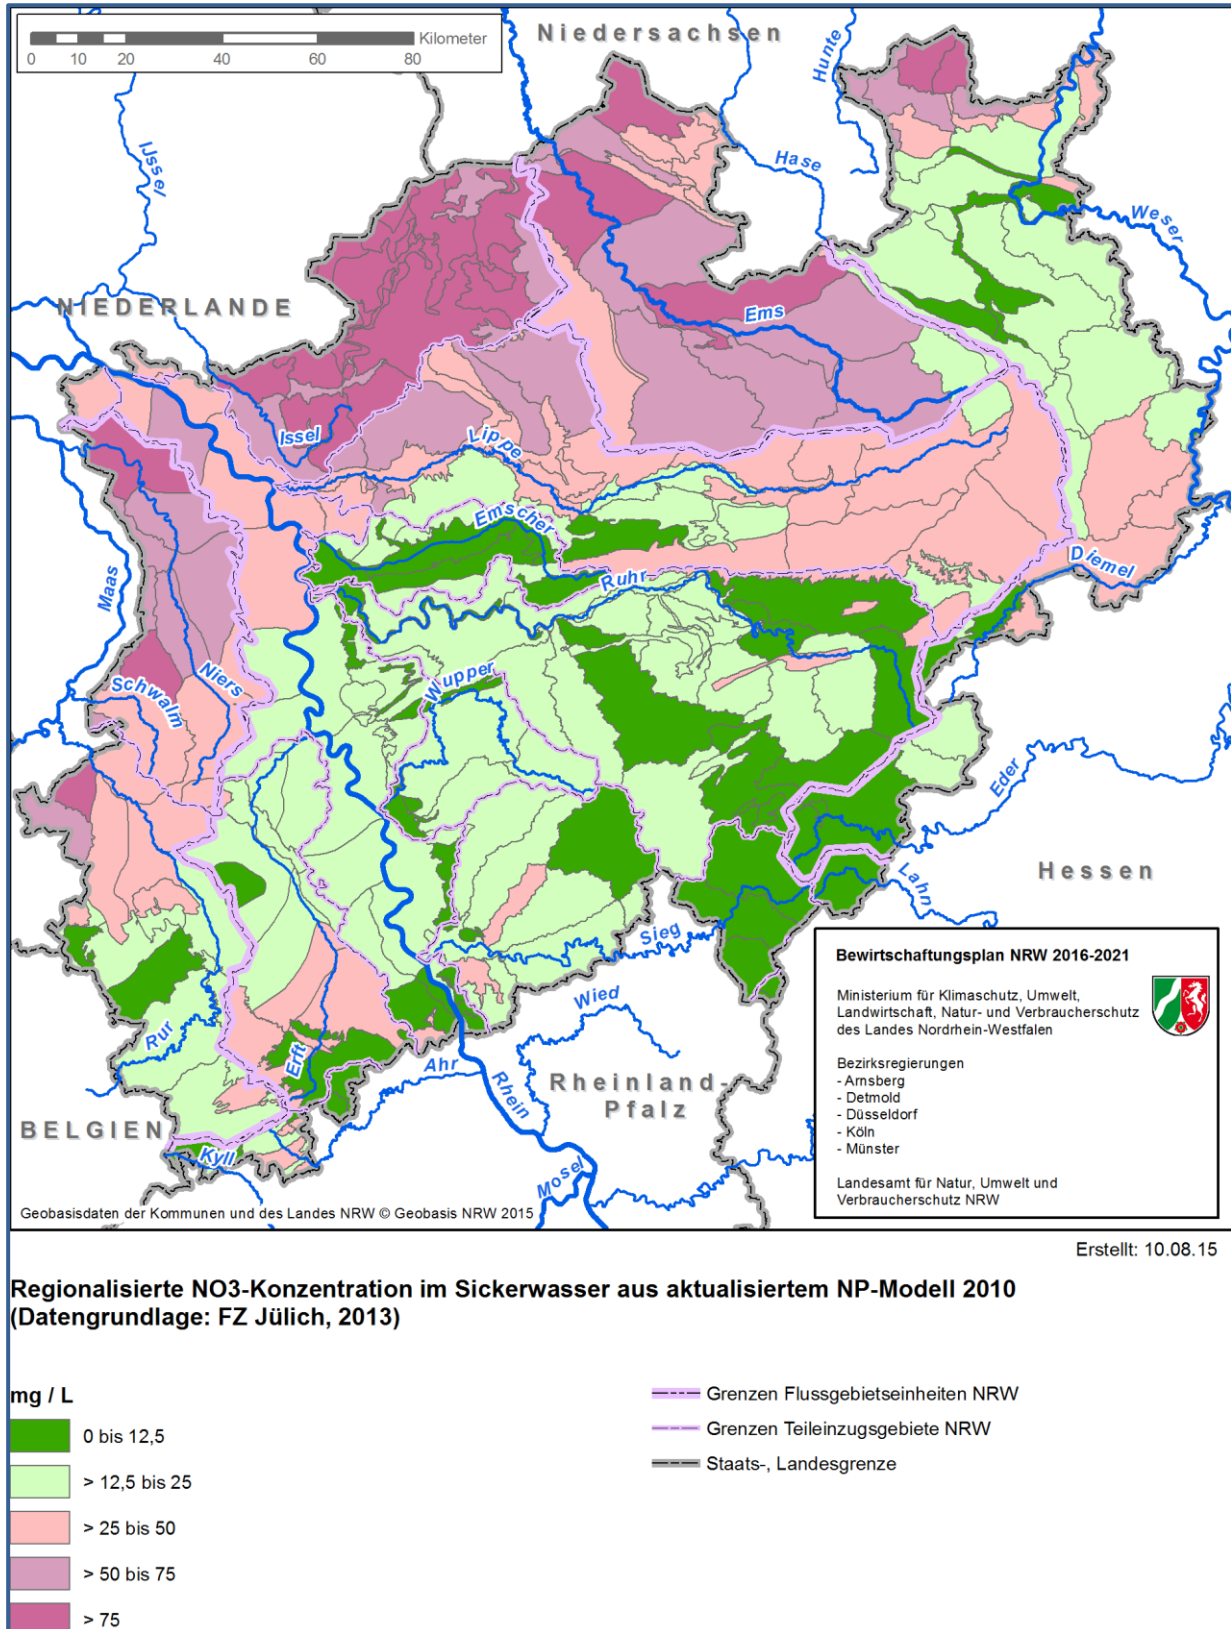 Kilometer
0 10 20 40 60 80
Niedersachsen
Hunte
IJssel
Hase
Weser
NIEDERLANDE
Ems
Issel
Lippe
Emscher
Maas
Ruhr
Diemel
Niers
Schwalm
Wupper
Eder
Lahn
Hessen
Sieg
Wied
Rur
Erft
Ahr
Rhein
Rheinland-
Pfalz
BELGIEN
Kyll
Mosel
Bewirtschaftungsplan NRW 2016-2021
Ministerium für Klimaschutz, Umwelt,
Landwirtschaft, Natur- und Verbraucherschutz
des Landes Nordrhein-Westfalen
Bezirksregierungen
- Arnsberg
- Detmold
- Düsseldorf
- Köln
- Münster
Landesamt für Natur, Umwelt und
Verbraucherschutz NRW
Geobasisdaten der Kommunen und des Landes NRW © Geobasis NRW 2015
Erstellt: 10.08.15
Regionalisierte NO3-Konzentration im Sickerwasser aus aktualisiertem NP-Modell 2010
(Datengrundlage: FZ Jülich, 2013)
mg / L
0 bis 12,5
> 12,5 bis 25
> 25 bis 50
> 50 bis 75
> 75
Grenzen Flussgebietseinheiten NRW
Grenzen Teileinzugsgebiete NRW
Staats-, Landesgrenze